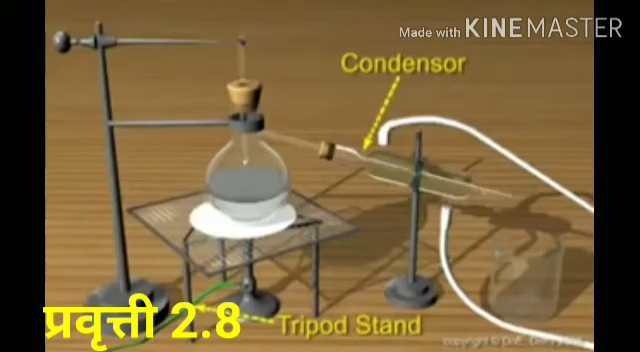 Made with KINEMASTER
Condensor
प्रवृत्ती 2.8
Tripod Stand